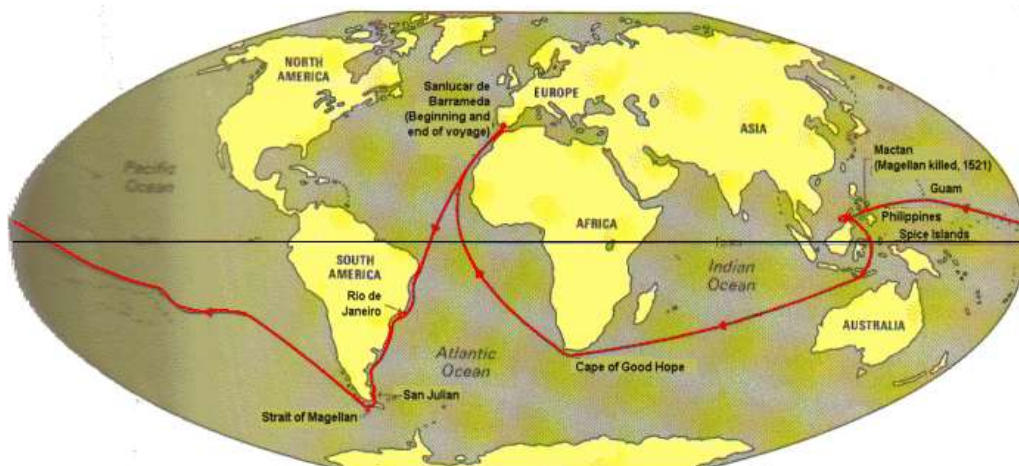 NORTH
AMERICA
Sanlucar de
Barrameda
(Beginning and
end of voyage)
EUROPE
ASIA
Pacific
Ocean
Mactan
(Magellan killed, 1521)
Guam
Philippines
Spice Islands
AFRICA
SOUTH
AMERICA
Indian
Ocean
Rio de
Janeiro
AUSTRALIA
Atlantic
Ocean
Cape of Good Hope
San Julian
Strait of Magellan